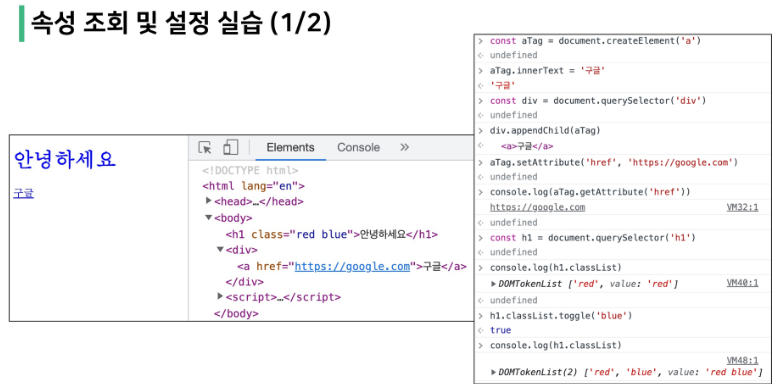 속성 조회 및 설정 실습 (1/2)
안녕하세요
구글
Elements Console »
<!DOCTYPE html>
<html lang="en">
▶<head>…</head>
▼<body>
<h1 class="red blue">안녕하세요</h1>
▼<div>
<a href="https://google.com">구글</a>
</div>
▶<script>…</script>
</body>
> const aTag = document.createElement('a')
< undefined
> aTag.innerText = '구글'
< '구글'
> const div = document.querySelector('div')
< undefined
> div.appendChild(aTag)
< <a>구글</a>
> aTag.setAttribute('href', 'https://google.com')
< undefined
> console.log(aTag.getAttribute('href'))
https://google.com VM32:1
< undefined
> const h1 = document.querySelector('h1')
< undefined
> console.log(h1.classList)
▶DOMTokenList ['red', value: 'red'] VM40:1
< undefined
> h1.classList.toggle('blue')
< true
> console.log(h1.classList)
VM48:1
▶DOMTokenList(2) ['red', 'blue', value: 'red blue']